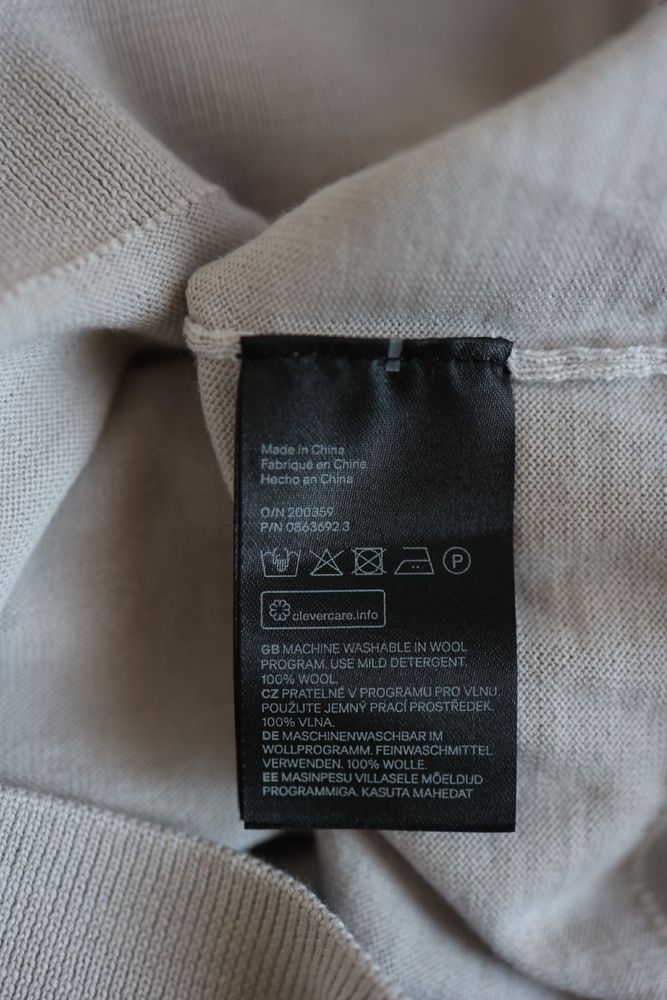 Made in China
Fabriqué en Chine
Hecho en China
O/N 200359
P/N 0863692 3
P
clevercare.info
GB MACHINE WASHABLE IN WOOL
PROGRAM. USE MILD DETERGENT.
100% WOOL.
CZ PRATELNÉ V PROGRAMU PRO VLNU
POUŽIJTE JEMNÝ PRACÍ PROSTŘEDEK.
100% VLNA.
DE MASCHINENWASCHBAR IM
WOLLPROGRAMM. FEINWASCHMITTEL
VERWENDEN. 100% WOLLE.
EE MASINPESU VILLASELE MÕELDUD
PROGRAMMIGA. KASUTA MAHEDAT